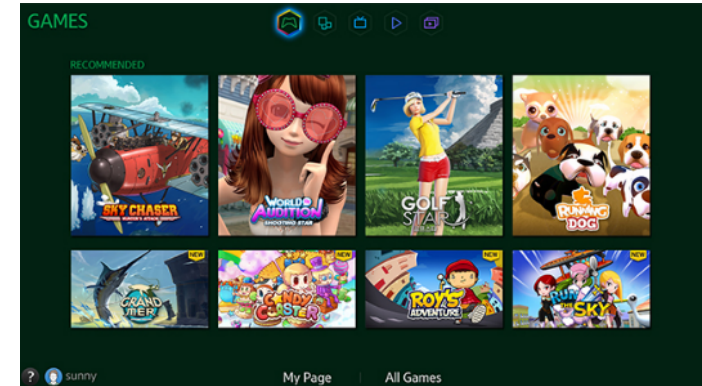 GAMES
RECOMMENDED
SKY CHASER
WORLD IN
AUDITION
SHOOTING STAR
GOLF
STAR
RUNNING
DOG
NEW
NEW
NEW
NEW
GRAND
MER
CANDY
COASTER
ROY'S
ADVENTURE
RUN
THE
SKY
? sunny
My Page
All Games